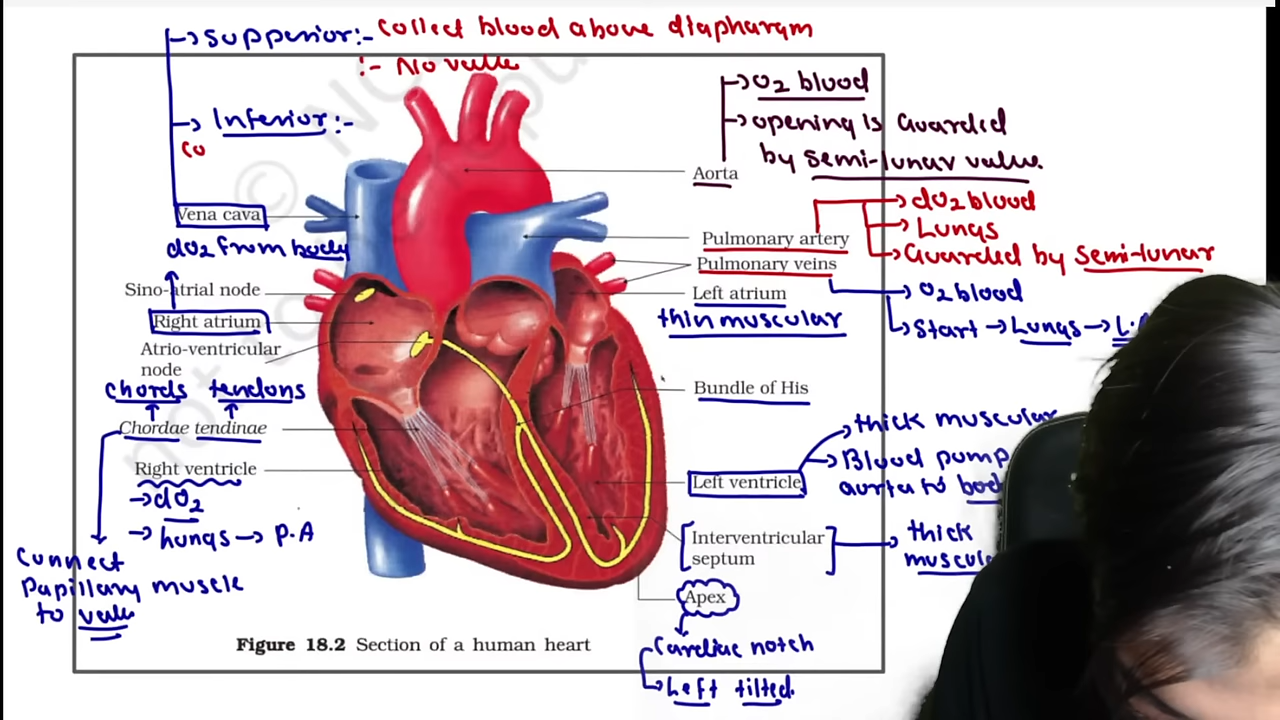 Supperior:- Collect blood above diapharam
:- No valve
Inferior:-
co
Vena cava
dO2 from body
Sino-atrial node
Right atrium
Atrio-ventricular
node
chords tendons
Chordae tendinae
Right ventricle
→ dO2
→ Lungs → P.A
Connect
Papillary muscle
to valve
O2 blood
opening is Guarded
by Semi-lunar valve.
Aorta
dO2 blood
Pulmonary artery
Lungs
Guarded by Semi-lunar
Pulmonary veins
O2 blood
Left atrium
thin muscular
Start → Lungs →
Bundle of His
thick muscular
Blood pump
aorta to
Left ventricle
Interventricular
septum
thick
Apex
Cardiac notch
Left tilted.
Figure 18.2 Section of a human heart